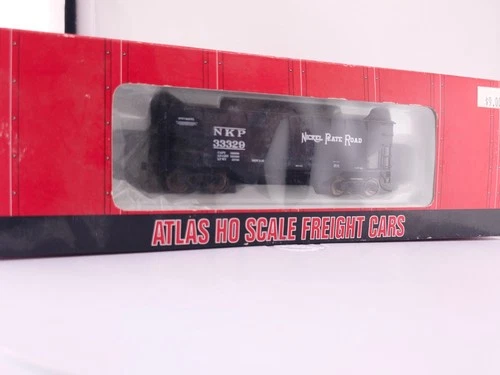 NKP
33329
NICKEL PLATE ROAD
ATLAS HO SCALE FREIGHT CARS